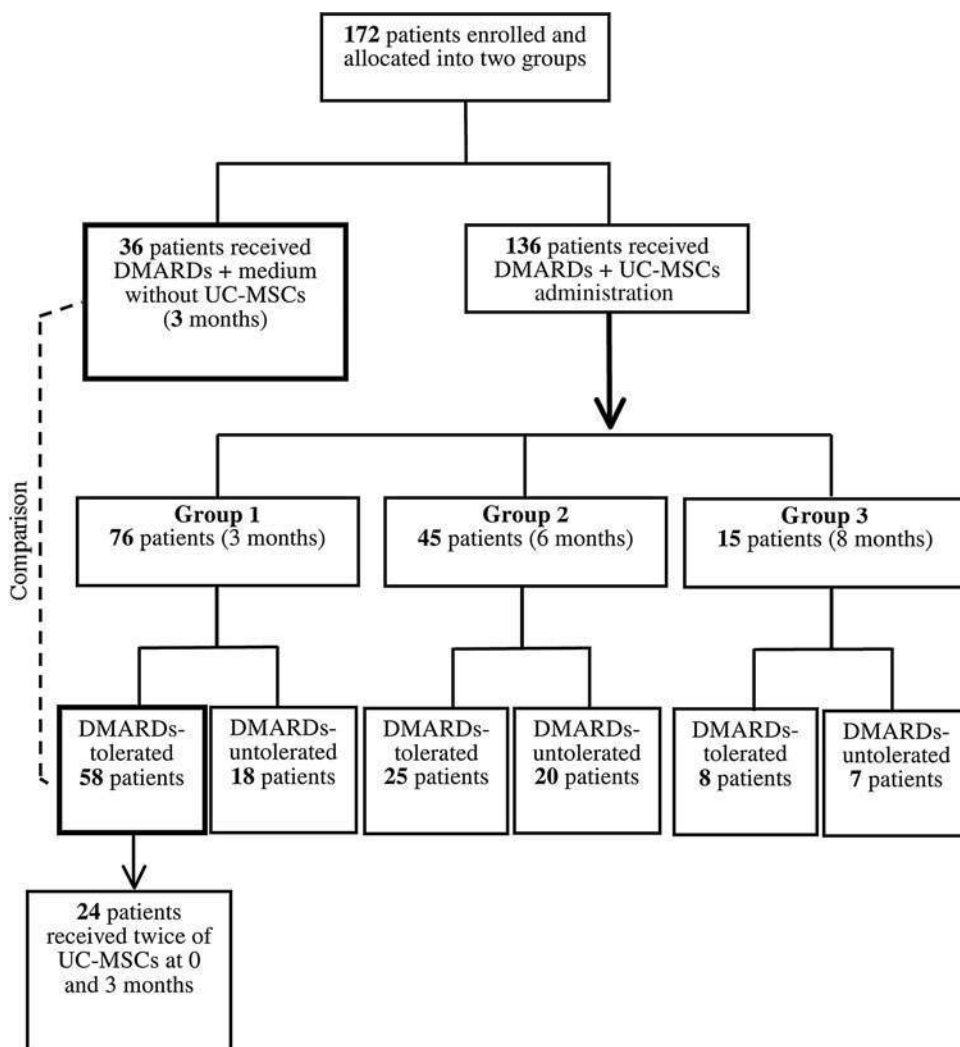 172 patients enrolled and
allocated into two groups
36 patients received
DMARDs + medium
without UC-MSCs
(3 months)
136 patients received
DMARDs + UC-MSCs
administration
Comparison
Group 1
76 patients (3 months)
Group 2
45 patients (6 months)
Group 3
15 patients (8 months)
DMARDs-
tolerated
58 patients
DMARDs-
untolerated
18 patients
DMARDs-
tolerated
25 patients
DMARDs-
untolerated
20 patients
DMARDs-
tolerated
8 patients
DMARDs-
untolerated
7 patients
24 patients
received twice of
UC-MSCs at 0
and 3 months